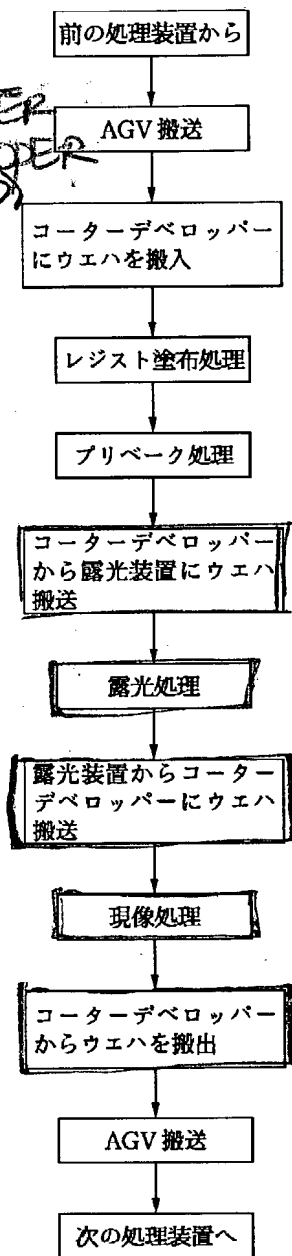 前の処理装置から
AGV搬送
コーターデベロッパー
にウエハを搬入
レジスト塗布処理
プリベーク処理
コーターデベロッパー
から露光装置にウエハ
搬送
露光処理
露光装置からコーター
デベロッパーにウエハ
搬送
現像処理
コーターデベロッパー
からウエハを搬出
AGV搬送
次の処理装置へ